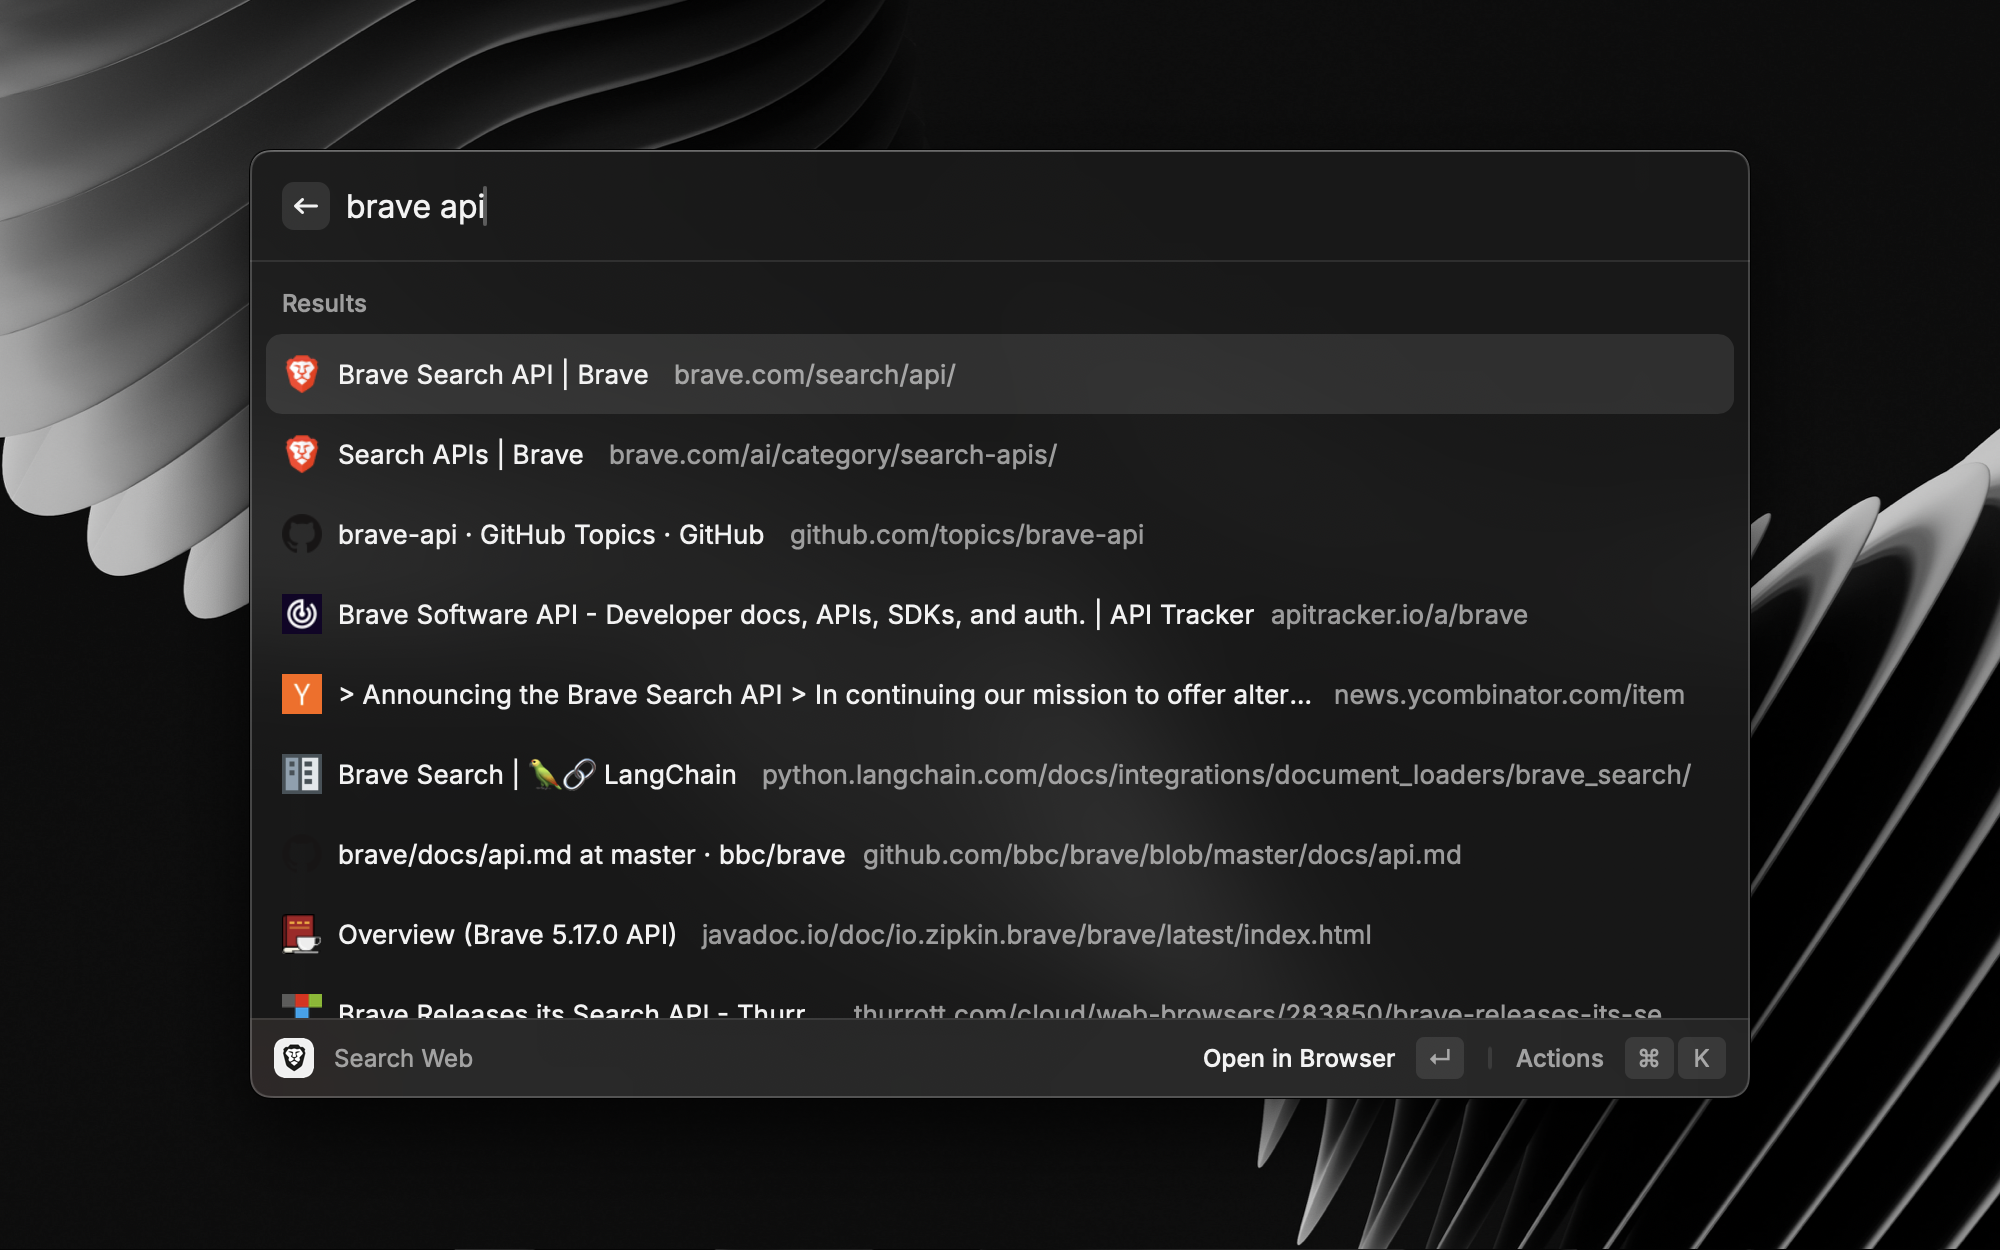 brave api
Results
Brave Search API | Brave brave.com/search/api/
Search APIs | Brave brave.com/ai/category/search-apis/
brave-api · GitHub Topics · GitHub github.com/topics/brave-api
Brave Software API - Developer docs, APIs, SDKs, and auth. | API Tracker apitracker.io/a/brave
Y > Announcing the Brave Search API > In continuing our mission to offer alter... news.ycombinator.com/item
Brave Search | 🦜🔗 LangChain python.langchain.com/docs/integrations/document_loaders/brave_search/
brave/docs/api.md at master · bbc/brave github.com/bbc/brave/blob/master/docs/api.md
Overview (Brave 5.17.0 API) javadoc.io/doc/io.zipkin.brave/brave/latest/index.html
Brave Releases its Search API - Thurr... thurrott.com/cloud/web-browsers/283850/brave-releases-its-se...
Search Web Open in Browser ↵ Actions ⌘ K